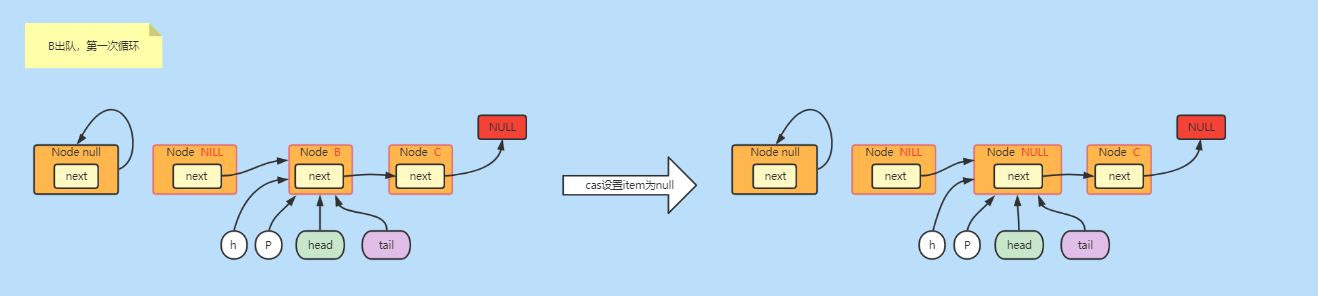 B出队，第一次循环
NULL
NULL
Node null
Node NILL
Node B
Node C
Node null
Node NILL
Node NULL
Node C
next
next
next
next
cas设置item为null
next
next
next
next
h
P
head
tail
h
P
head
tail